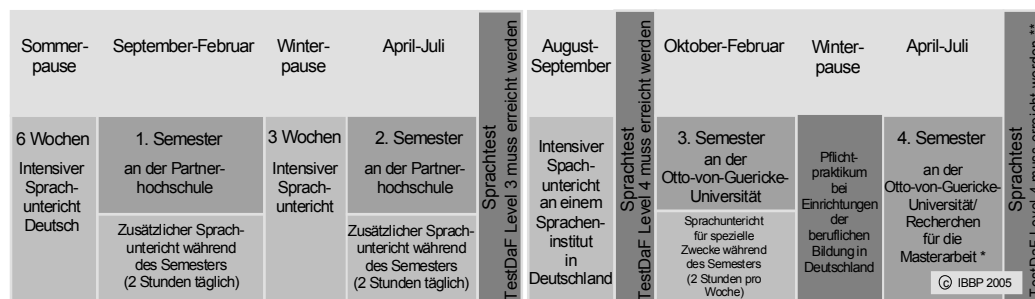 Sommer-
pause
September-Februar
Winter-
pause
April-Juli
Sprachtest
TestDaF Level 3 muss erreicht werden
August-
September
Sprachtest
TestDaF Level 4 muss erreicht werden
Oktober-Februar
Winter-
pause
April-Juli
TestDaF Level 4 muss erreicht werden **
6 Wochen
Intensiver
Sprach-
unterricht
Deutsch
1. Semester
an der Partner-
hochschule
Zusätzlicher Sprach-
unterricht während
des Semesters
(2 Stunden täglich)
3 Wochen
Intensiver
Sprach-
unterricht
2. Semester
an der Partner-
hochschule
Zusätzlicher Sprach-
unterricht während
des Semesters
(2 Stunden täglich)
Intensiver
Spach-
unterricht
an einem
Sprachen-
institut
in
Deutschland
3. Semester
an der
Otto-von-Guericke-
Universität
Sprachunterricht
für spezielle
Zwecke während
des Semesters
(2 Stunden pro
Woche)
Pflicht-
praktikum
bei
Einrichtungen
der
beruflichen
Bildung in
Deutschland
4. Semester
an der
Otto-von-Guericke-
Universität/
Recherchen
für die
Masterarbeit *
© IBBP 2005